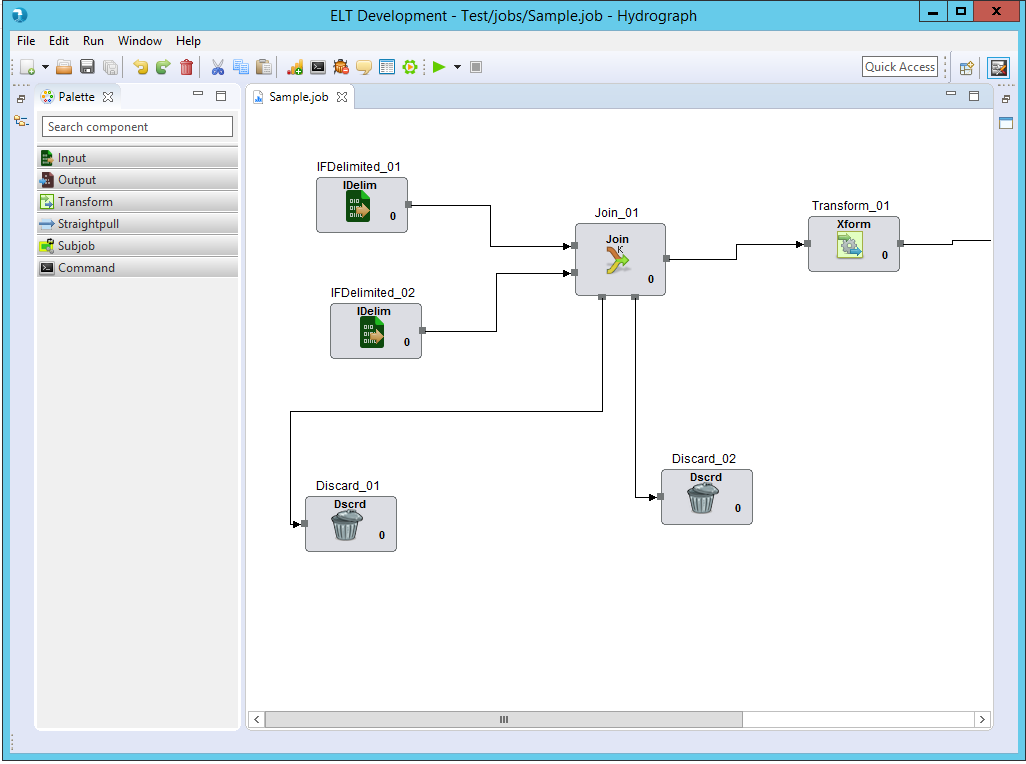 ELT Development - Test/jobs/Sample.job - Hydrograph
File Edit Run Window Help
Quick Access
Palette
Sample.job
Search component
Input
Output
Transform
Straightpull
Subjob
Command
IFDelimited_01
IDelim
0
Join_01
Join
K
0
Transform_01
Xform
0
IFDelimited_02
IDelim
0
Discard_01
Dscrd
0
Discard_02
Dscrd
0